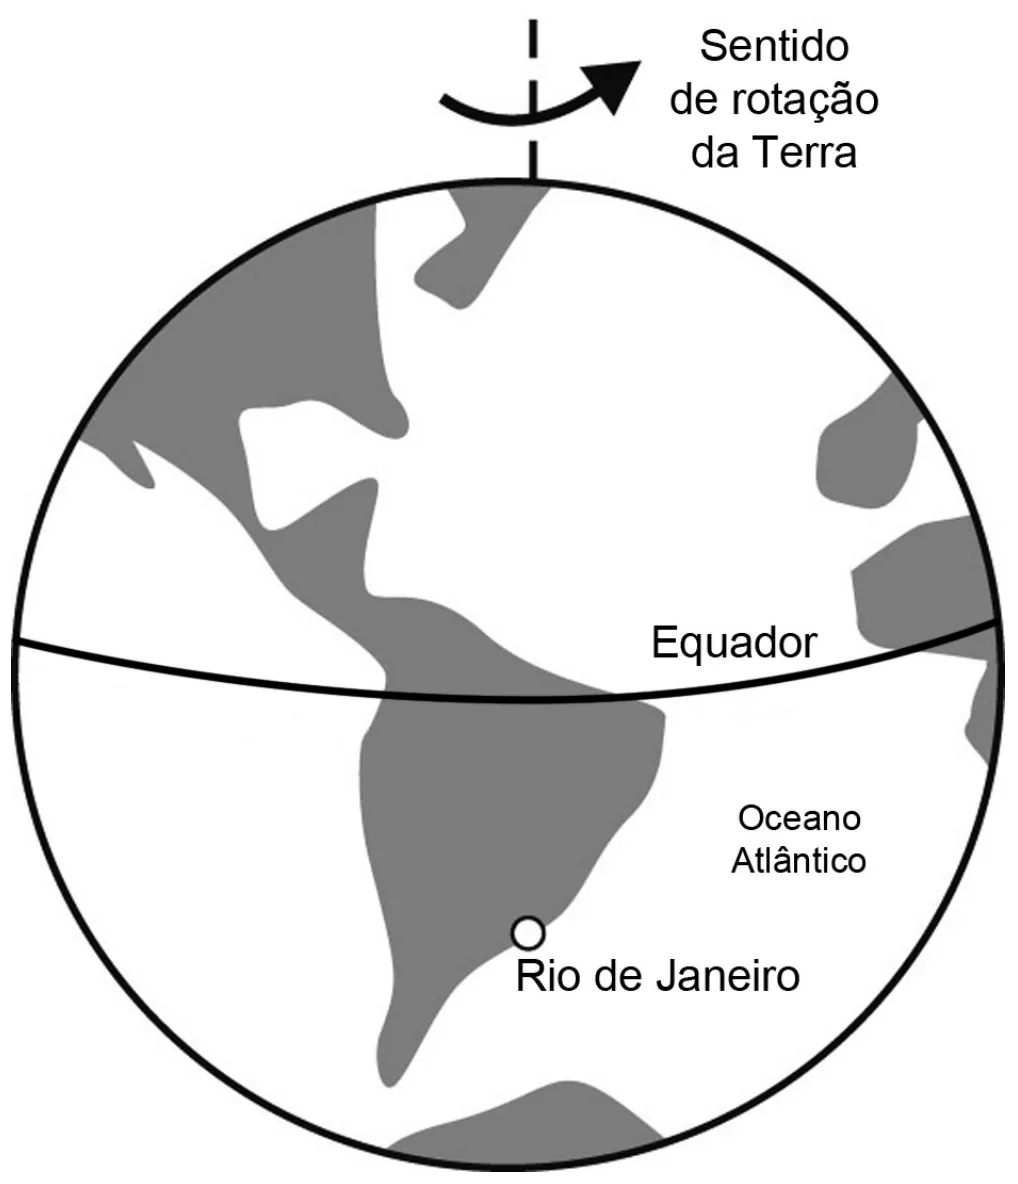 Sentido
de rotação
da Terra
Equador
Oceano
Atlântico
Rio de Janeiro